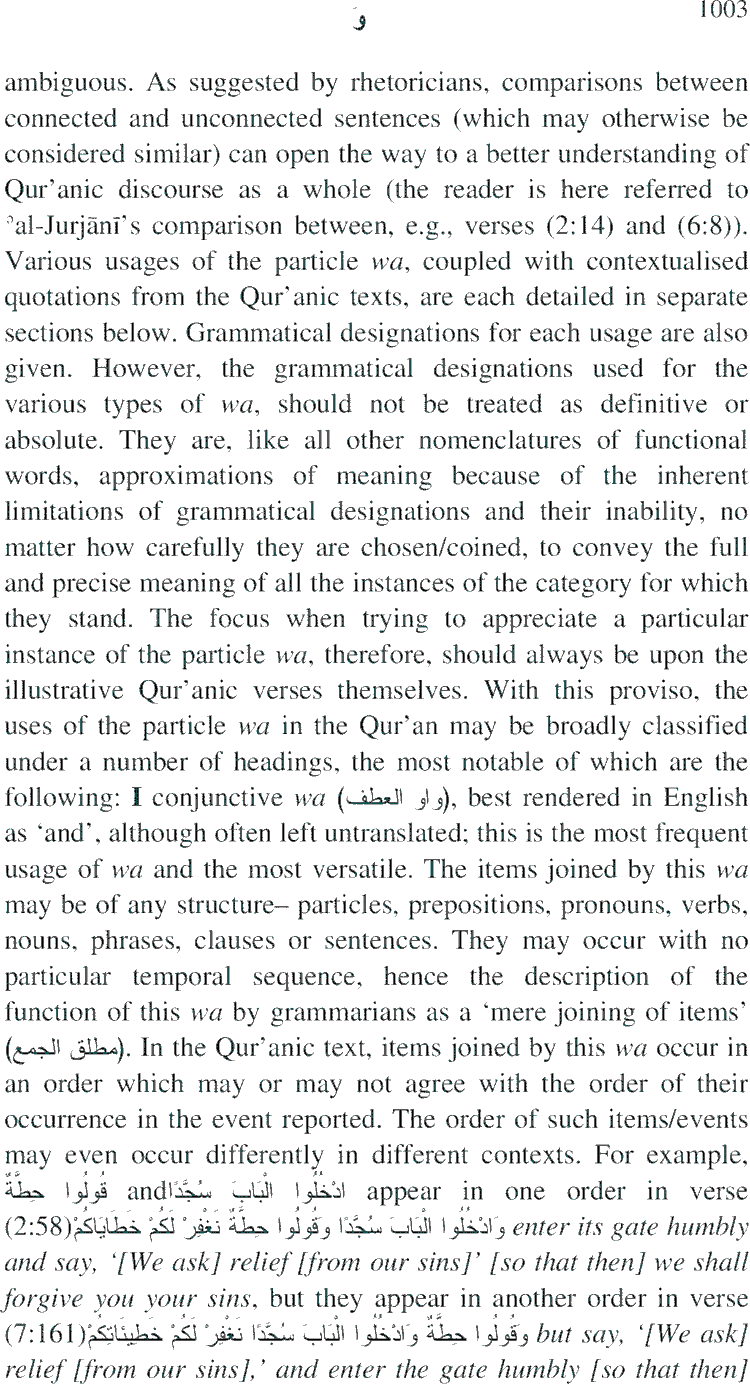 وَ
1003
ambiguous. As suggested by rhetoricians, comparisons between
connected and unconnected sentences (which may otherwise be
considered similar) can open the way to a better understanding of
Qur'anic discourse as a whole (the reader is here referred to
ʾal-Jurjānī's comparison between, e.g., verses (2:14) and (6:8)).
Various usages of the particle wa, coupled with contextualised
quotations from the Qur'anic texts, are each detailed in separate
sections below. Grammatical designations for each usage are also
given. However, the grammatical designations used for the
various types of wa, should not be treated as definitive or
absolute. They are, like all other nomenclatures of functional
words, approximations of meaning because of the inherent
limitations of grammatical designations and their inability, no
matter how carefully they are chosen/coined, to convey the full
and precise meaning of all the instances of the category for which
they stand. The focus when trying to appreciate a particular
instance of the particle wa, therefore, should always be upon the
illustrative Qur'anic verses themselves. With this proviso, the
uses of the particle wa in the Qur'an may be broadly classified
under a number of headings, the most notable of which are the
following: I conjunctive wa (واو العطف), best rendered in English
as 'and', although often left untranslated; this is the most frequent
usage of wa and the most versatile. The items joined by this wa
may be of any structure– particles, prepositions, pronouns, verbs,
nouns, phrases, clauses or sentences. They may occur with no
particular temporal sequence, hence the description of the
function of this wa by grammarians as a 'mere joining of items'
(مطلق الجمع). In the Qur'anic text, items joined by this wa occur in
an order which may or may not agree with the order of their
occurrence in the event reported. The order of such items/events
may even occur differently in different contexts. For example,
قُولُوا حِطَّةٌ and ادْخُلُوا الْبَابَ سُجَّدًا appear in one order in verse
(2:58) وَادْخُلُوا الْبَابَ سُجَّدًا وَقُولُوا حِطَّةٌ نَغْفِرْ لَكُمْ خَطَايَاكُمْ enter its gate humbly
and say, '[We ask] relief [from our sins]' [so that then] we shall
forgive you your sins, but they appear in another order in verse
(7:161) وَقُولُوا حِطَّةٌ وَادْخُلُوا الْبَابَ سُجَّدًا نَغْفِرْ لَكُمْ خَطِيئَاتِكُمْ but say, '[We ask]
relief [from our sins],' and enter the gate humbly [so that then]